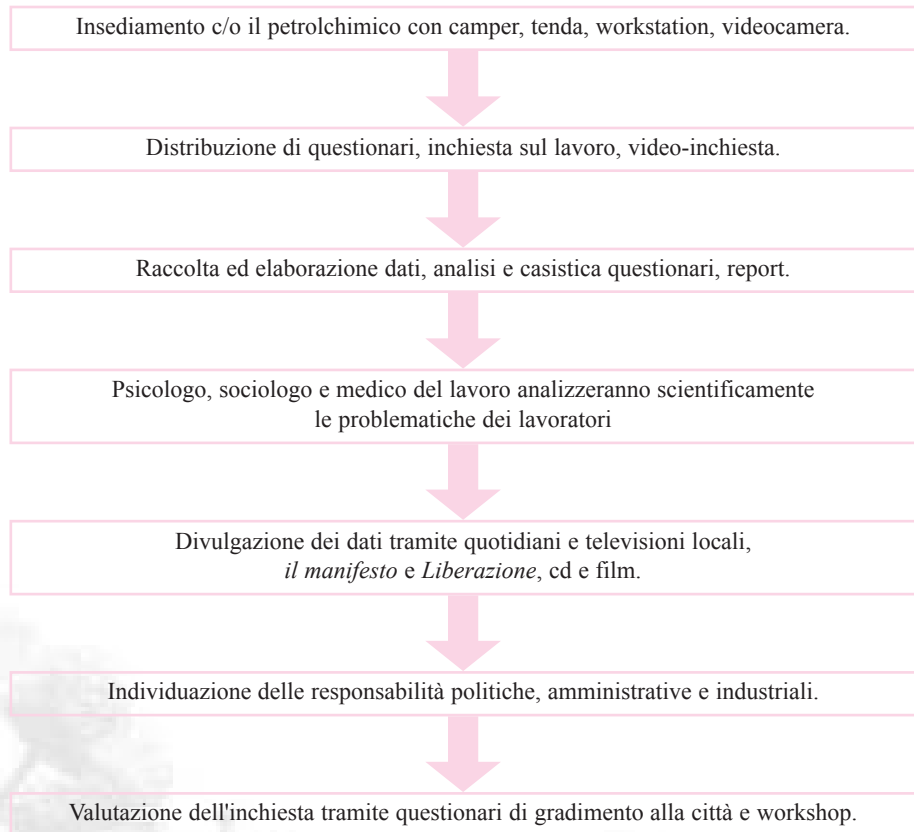 Insediamento c/o il petrolchimico con camper, tenda, workstation, videocamera.
Distribuzione di questionari, inchiesta sul lavoro, video-inchiesta.
Raccolta ed elaborazione dati, analisi e casistica questionari, report.
Psicologo, sociologo e medico del lavoro analizzeranno scientificamente
le problematiche dei lavoratori
Divulgazione dei dati tramite quotidiani e televisioni locali,
il manifesto e Liberazione, cd e film.
Individuazione delle responsabilità politiche, amministrative e industriali.
Valutazione dell'inchiesta tramite questionari di gradimento alla città e workshop.